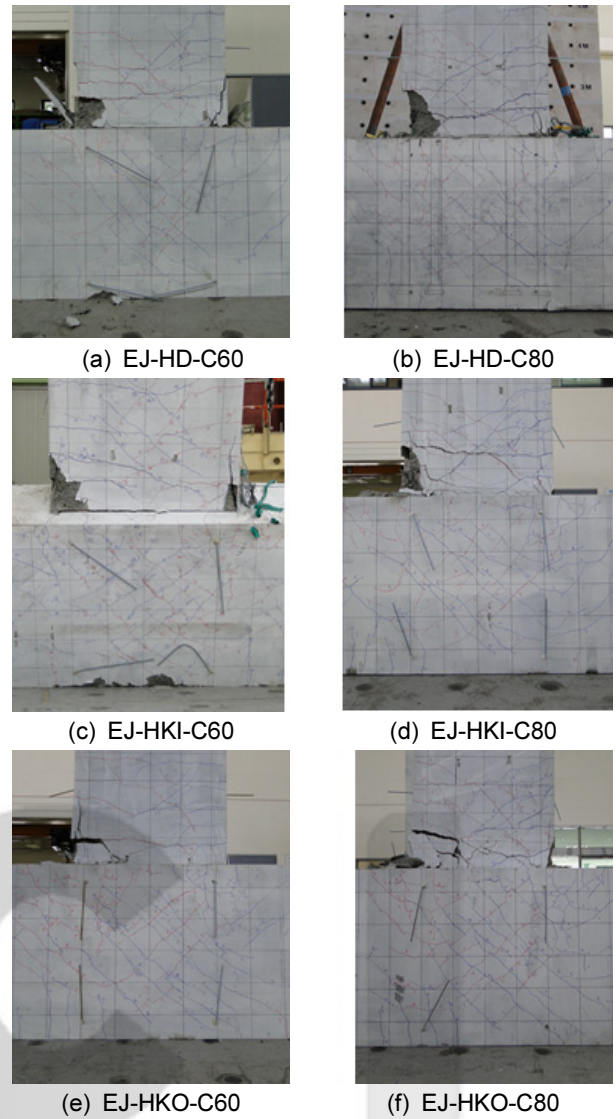 (a) EJ-HD-C60
(b) EJ-HD-C80
(c) EJ-HKI-C60
(d) EJ-HKI-C80
(e) EJ-HKO-C60
(f) EJ-HKO-C80